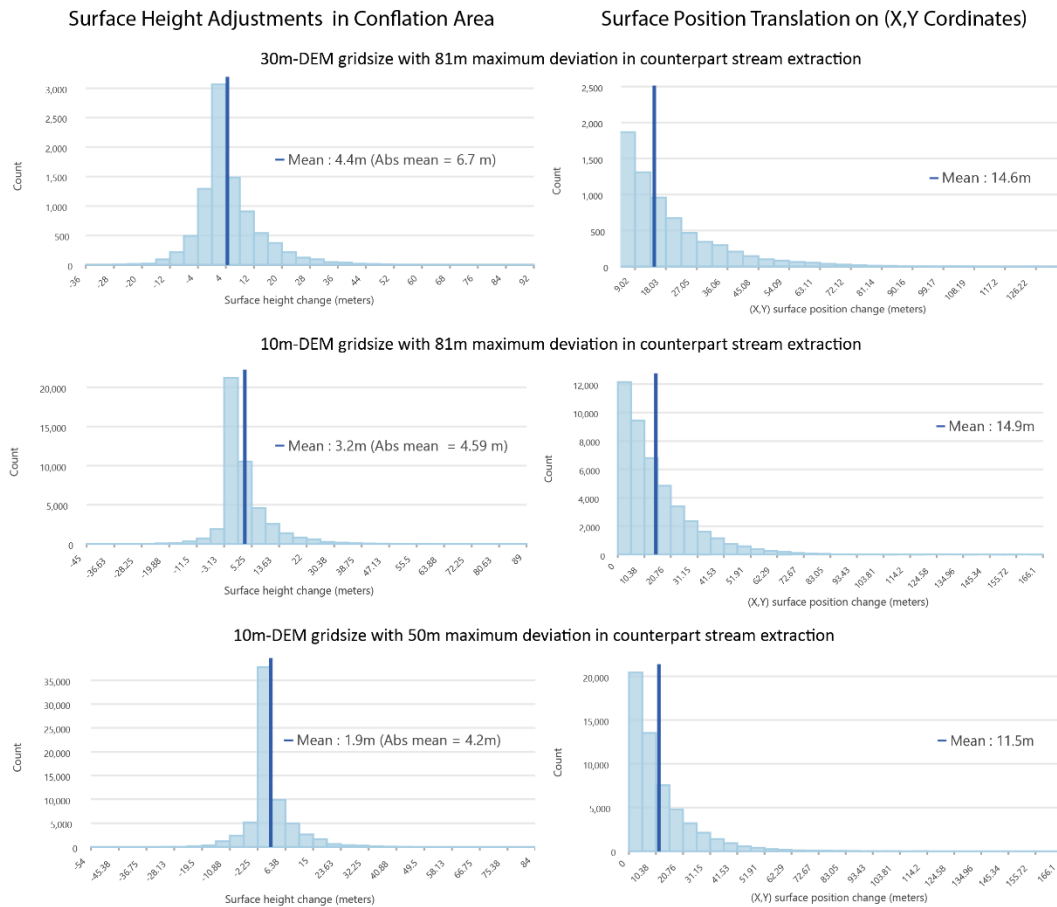 Surface Height Adjustments in Conflation Area
Surface Position Translation on (X,Y Cordinates)
30m-DEM gridsize with 81m maximum deviation in counterpart stream extraction
3,000
2,500
2,000
1,500
1,000
500
0
Count
Mean : 4.4m (Abs mean = 6.7 m)
-36 -28 -20 -12 -4 4 12 20 28 36 44 52 60 68 76 84 92
Surface height change (meters)
2,500
2,000
1,500
1,000
500
0
Count
Mean : 14.6m
9.02 18.03 27.05 36.06 45.08 54.09 63.11 72.12 81.14 90.16 99.17 108.19 117.2 126.22
(X,Y) surface position change (meters)
10m-DEM gridsize with 81m maximum deviation in counterpart stream extraction
20,000
15,000
10,000
5,000
0
Count
Mean : 3.2m (Abs mean = 4.59 m)
-45 -36.63 -28.25 -19.88 -11.5 -3.13 5.25 13.63 22 30.38 38.75 47.13 55.5 63.88 72.25 80.63 89
Surface height change (meters)
12,000
10,000
8,000
6,000
4,000
2,000
0
Count
Mean : 14.9m
0 10.38 20.76 31.15 41.53 51.91 62.29 72.67 83.05 93.43 103.81 114.2 124.58 134.96 145.34 155.72 166.1
(X,Y) surface position change (meters)
10m-DEM gridsize with 50m maximum deviation in counterpart stream extraction
35,000
30,000
25,000
20,000
15,000
10,000
5,000
0
Count
Mean : 1.9m (Abs mean = 4.2m)
-54 -45.38 -36.75 -28.13 -19.5 -10.88 -2.25 6.38 15 23.63 32.25 40.88 49.5 58.13 66.75 75.38 84
Surface height change (meters)
20,000
15,000
10,000
5,000
0
Count
Mean : 11.5m
0 10.38 20.76 31.15 41.53 51.91 62.29 72.67 83.05 93.43 103.81 114.2 124.58 134.96 145.34 155.72 166.1
(X,Y) surface position change (meters)